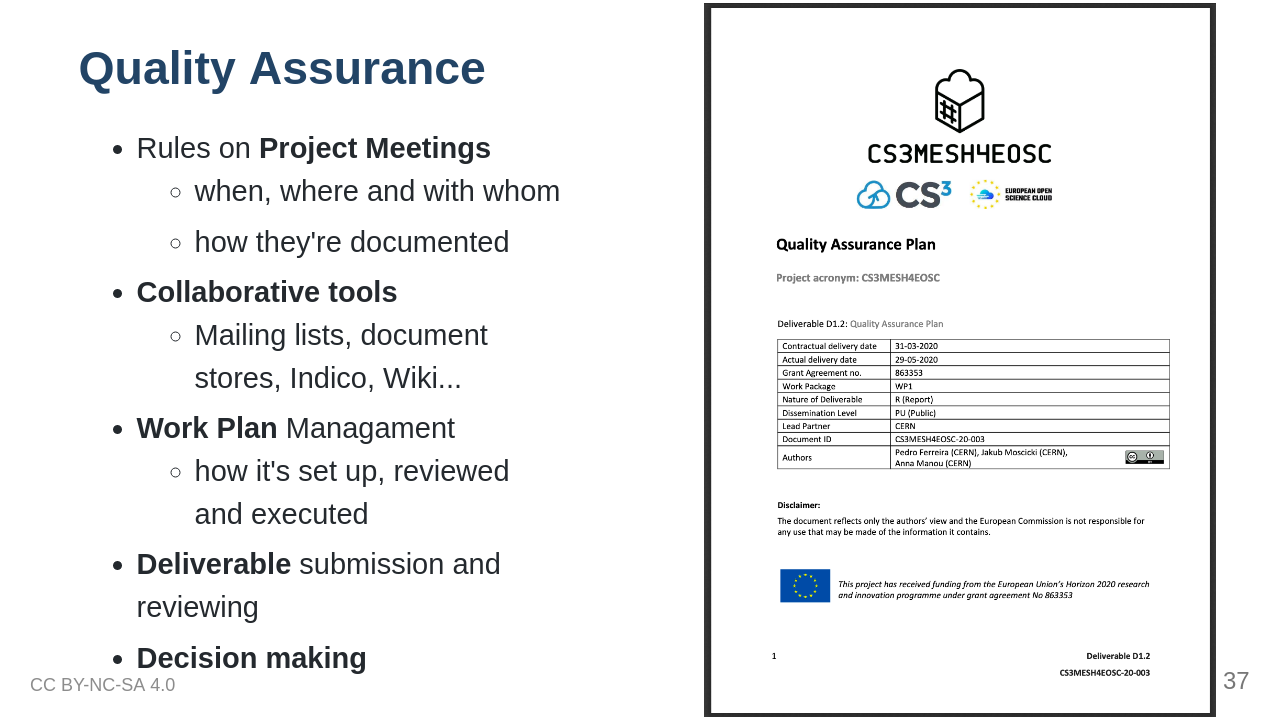 Quality Assurance
• Rules on Project Meetings
○ when, where and with whom
○ how they're documented
• Collaborative tools
○ Mailing lists, document
stores, Indico, Wiki...
• Work Plan Managament
○ how it's set up, reviewed
and executed
• Deliverable submission and
reviewing
• Decision making
CC BY-NC-SA 4.0
CS3MESH4EOSC
CS3
EUROPEAN OPEN
SCIENCE CLOUD
Quality Assurance Plan
Project acronym: CS3MESH4EOSC
Deliverable D1.2: Quality Assurance Plan
Contractual delivery date 31-03-2020
Actual delivery date 29-05-2020
Grant Agreement no. 863353
Work Package WP1
Nature of Deliverable R (Report)
Dissemination Level PU (Public)
Lead Partner CERN
Document ID CS3MESH4EOSC-20-003
Authors Pedro Ferreira (CERN), Jakub Moscicki (CERN),
Anna Manou (CERN)
Disclaimer:
The document reflects only the authors' view and the European Commission is not responsible for
any use that may be made of the information it contains.
This project has received funding from the European Union's Horizon 2020 research
and innovation programme under grant agreement No 863353
1 Deliverable D1.2
CS3MESH4EOSC-20-003
37